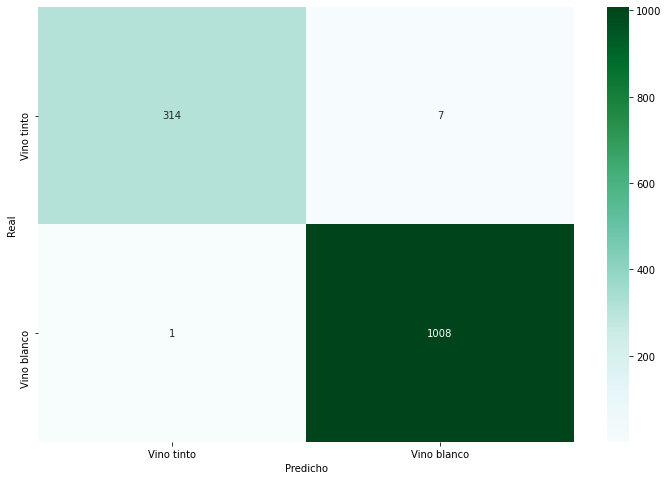 1000
800
600
400
200
Real
Vino tinto
314
7
Vino blanco
1
1008
Vino tinto
Vino blanco
Predicho